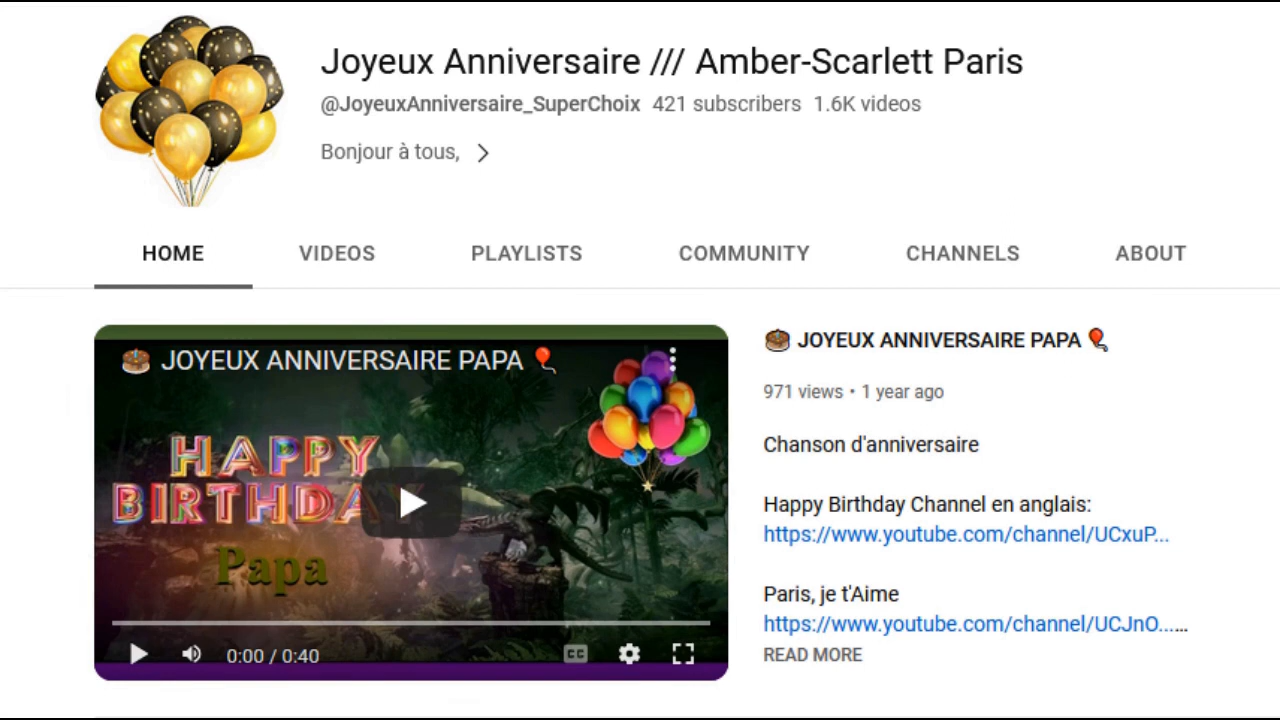 Joyeux Anniversaire /// Amber-Scarlett Paris
@JoyeuxAnniversaire_SuperChoix 421 subscribers 1.6K videos
Bonjour à tous,
HOME VIDEOS PLAYLISTS COMMUNITY CHANNELS ABOUT
JOYEUX ANNIVERSAIRE PAPA
HAPPY
BIRTHDAY
Papa
0:00 / 0:40
CC
JOYEUX ANNIVERSAIRE PAPA
971 views • 1 year ago
Chanson d'anniversaire
Happy Birthday Channel en anglais:
https://www.youtube.com/channel/UCxuP...
Paris, je t'Aime
https://www.youtube.com/channel/UCJnO......
READ MORE